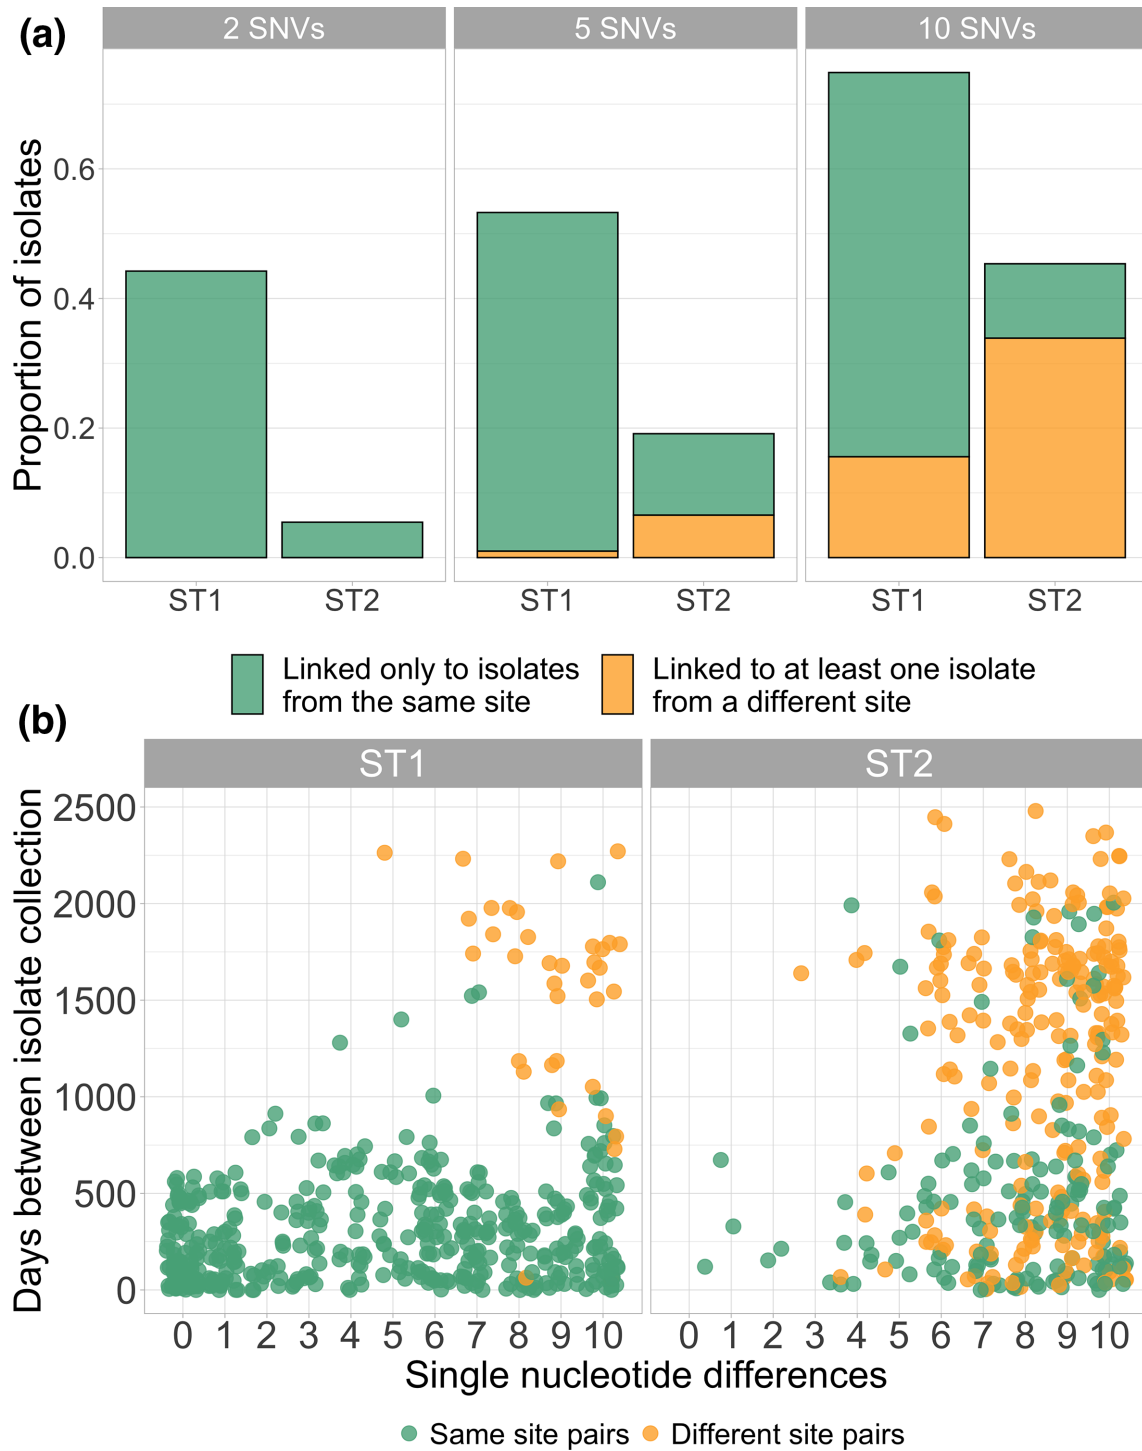 (a)
2 SNVs
5 SNVs
10 SNVs
Proportion of isolates
0.6
0.4
0.2
0.0
ST1
ST2
ST1
ST2
ST1
ST2
Linked only to isolates
from the same site
Linked to at least one isolate
from a different site
(b)
ST1
ST2
Days between isolate collection
2500
2000
1500
1000
500
0
0 1 2 3 4 5 6 7 8 9 10
0 1 2 3 4 5 6 7 8 9 10
Single nucleotide differences
Same site pairs
Different site pairs